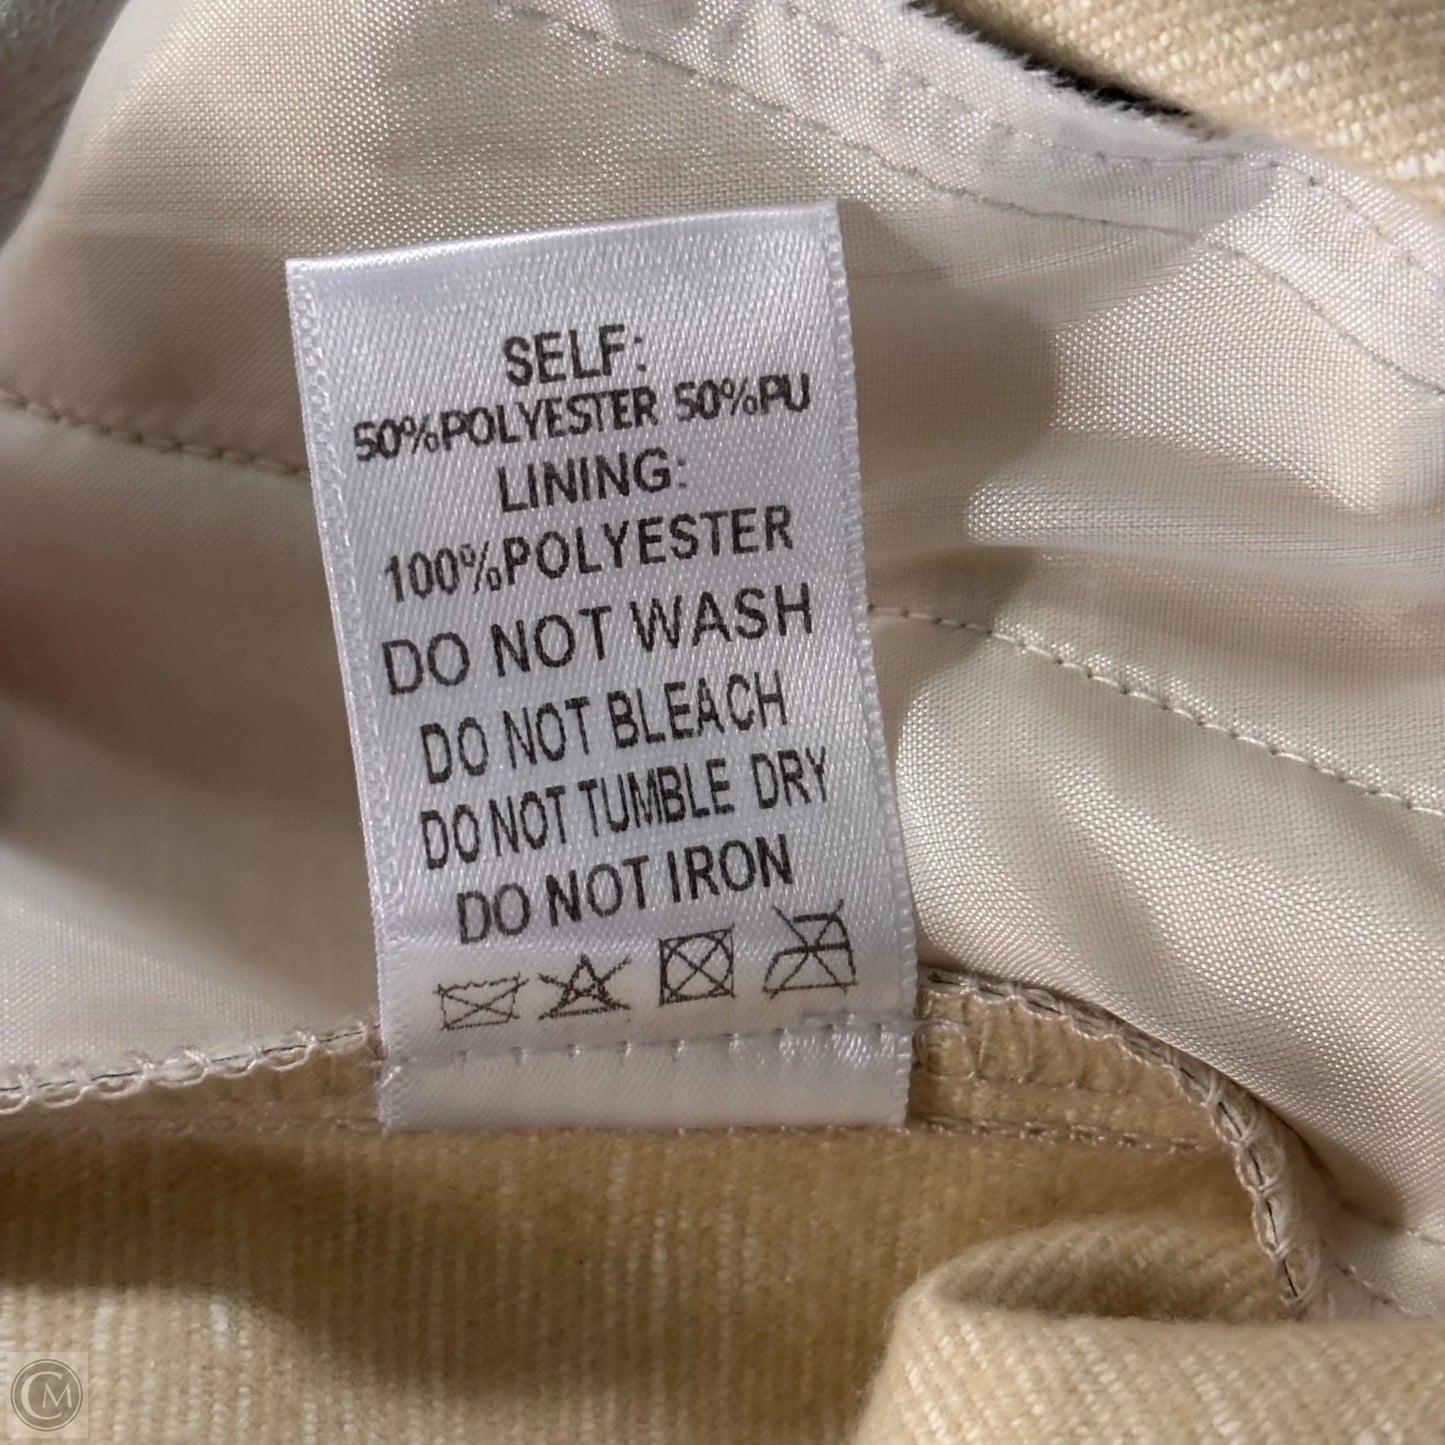 SELF:
50%POLYESTER 50%PU
LINING:
100%POLYESTER
DO NOT WASH
DO NOT BLEACH
DO NOT TUMBLE DRY
DO NOT IRON
CM